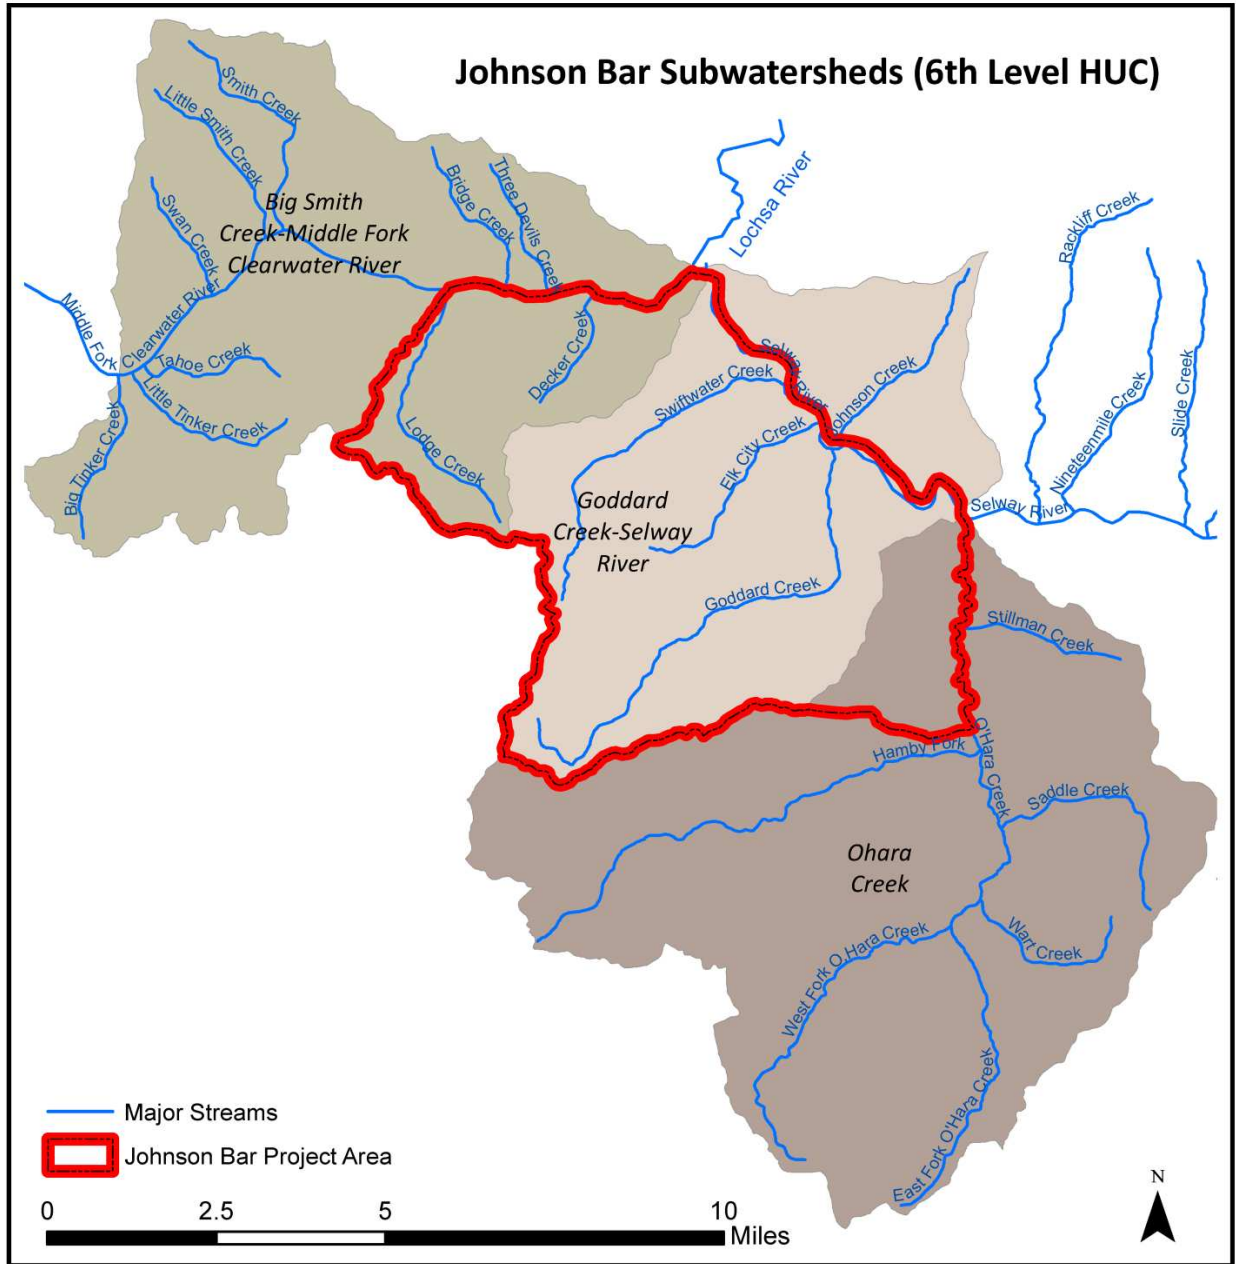 Johnson Bar Subwatersheds (6th Level HUC)
Smith Creek
Little Smith Creek
Swan Creek
Big Smith
Creek-Middle Fork
Clearwater River
Bridge Creek
Three Devils Creek
Lochsa River
Rackliff Creek
Nineteenmile Creek
Slide Creek
Middle Fork Clearwater River
Tahoe Creek
Little Tinker Creek
Big Tinker Creek
Decker Creek
Lodge Creek
Swiftwater Creek
Selway River
Johnson Creek
Elk City Creek
Goddard
Creek-Selway
River
Selway River
Goddard Creek
Stillman Creek
O'Hara Creek
Hamby Fork
Saddle Creek
Ohara
Creek
West Fork O'Hara Creek
Wart Creek
East Fork O'Hara Creek
Major Streams
Johnson Bar Project Area
0 2.5 5 10
Miles
N